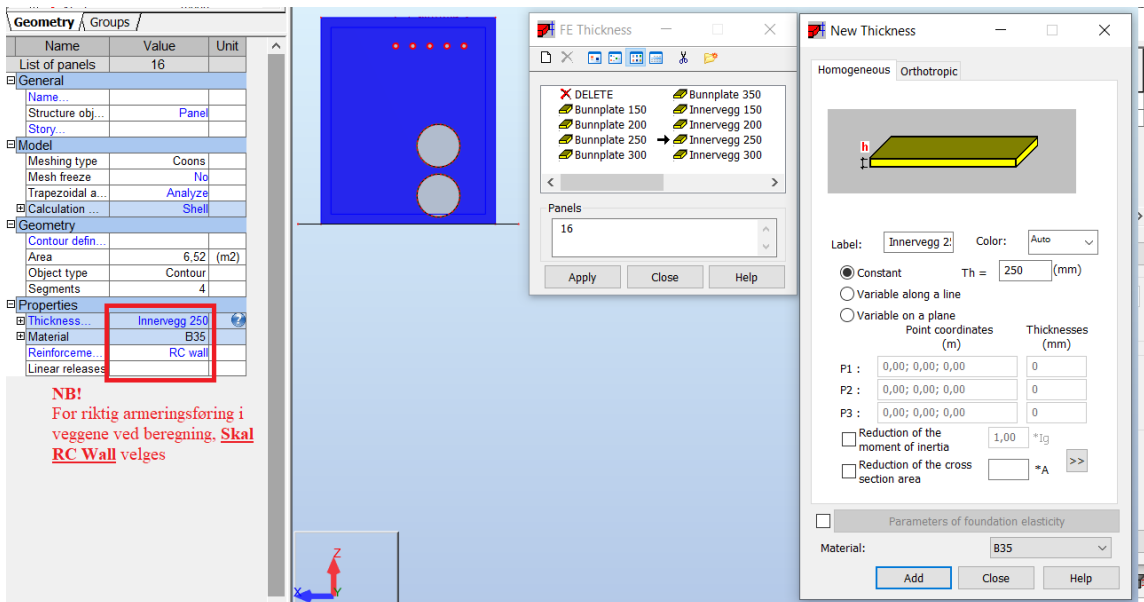 Geometry / Groups
Name Value Unit
List of panels 16
General
Name...
Structure obj... Panel
Story...
Model
Meshing type Coons
Mesh freeze No
Trapezoidal a... Analyze
Calculation ... Shell
Geometry
Contour defin...
Area 6,52 (m2)
Object type Contour
Segments 4
Properties
Thickness... Innervegg 250
Material B35
Reinforceme... RC wall
Linear releases
NB!
For riktig armeringsføring i
veggene ved beregning, Skal
RC Wall velges
Z
X Y
FE Thickness
DELETE Bunnplate 350
Bunnplate 150 Innervegg 150
Bunnplate 200 Innervegg 200
Bunnplate 250 Innervegg 250
Bunnplate 300 Innervegg 300
Panels
16
Apply Close Help
New Thickness
Homogeneous Orthotropic
h
Label: Innervegg 2 Color: Auto
Constant Th = 250 (mm)
Variable along a line
Variable on a plane
Point coordinates Thicknesses
(m) (mm)
P1 : 0,00; 0,00; 0,00 0
P2 : 0,00; 0,00; 0,00 0
P3 : 0,00; 0,00; 0,00 0
Reduction of the
moment of inertia 1,00 *Ig
Reduction of the cross
section area *A >>
Parameters of foundation elasticity
Material: B35
Add Close Help